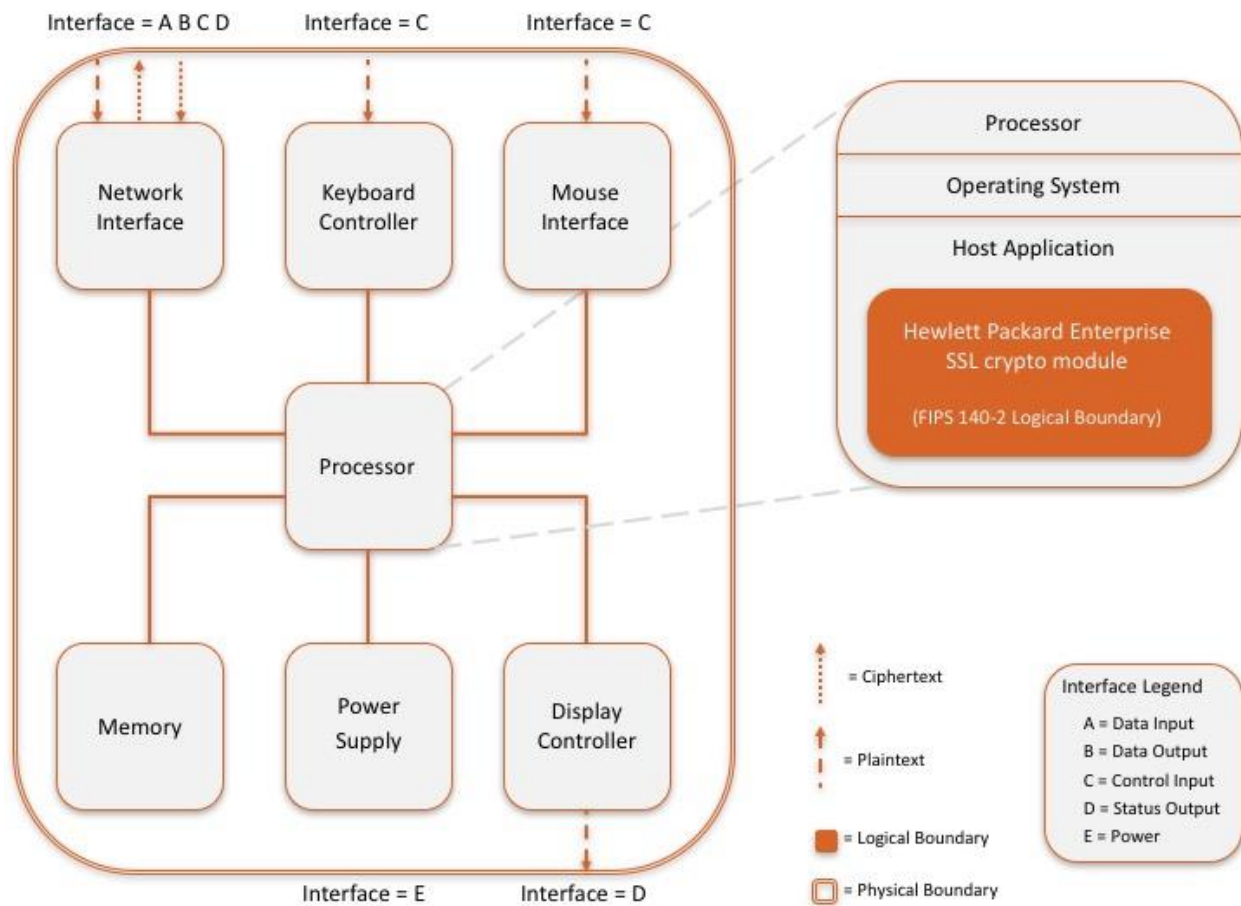 Interface = A B C D
Interface = C
Interface = C
Network
Interface
Keyboard
Controller
Mouse
Interface
Processor
Memory
Power
Supply
Display
Controller
Interface = E
Interface = D
Processor
Operating System
Host Application
Hewlett Packard Enterprise
SSL crypto module
(FIPS 140-2 Logical Boundary)
= Ciphertext
= Plaintext
= Logical Boundary
= Physical Boundary
Interface Legend
A = Data Input
B = Data Output
C = Control Input
D = Status Output
E = Power